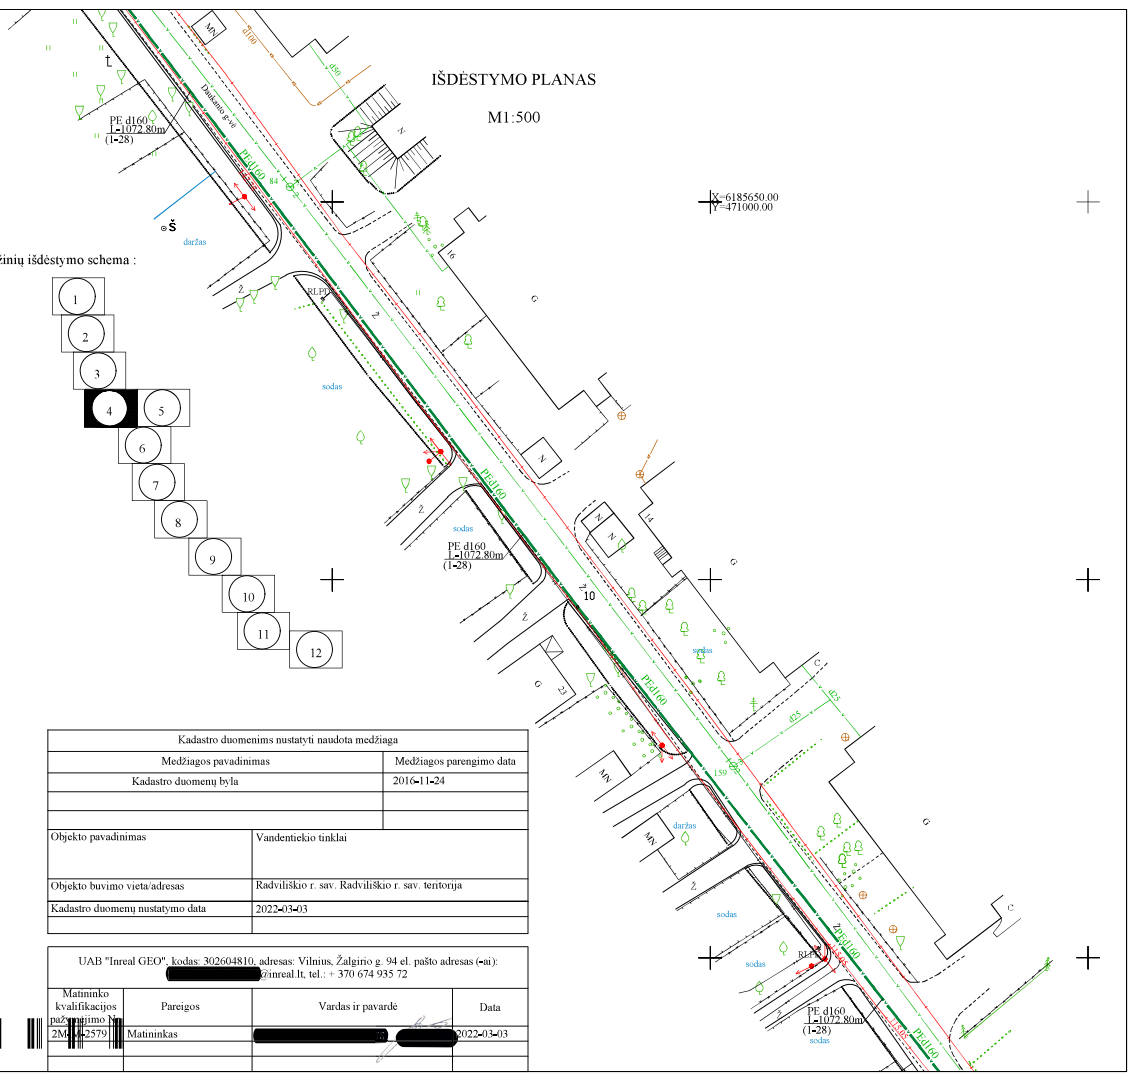 IŠDĖSTYMO PLANAS
M1:500
MN
d100
d50
Daukanto g-vė
t
PE d160
L-1072.80m
(1-28)
PEd160
84
N
X=6185650.00
Y=471000.00
Š
daržas
16
žinių išdėstymo schema :
Ž
RLPD
Ž
G
1
2
3
4
5
6
7
8
9
10
11
12
sodas
N
PEd160
Ž
sodas
PE d160
L-1072.80m
(1-28)
N
N
14
G
Ž
10
Ž
sodas
G
23
PEd160
C
d25
d25
MN
159
Kadastro duomenims nustatyti naudota medžiaga
Medžiagos pavadinimas Medžiagos parengimo data
Kadastro duomenų byla 2016-11-24
Objekto pavadinimas Vandentiekio tinklai
Objekto buvimo vieta/adresas Radviliškio r. sav. Radviliškio r. sav. teritorija
Kadastro duomenų nustatymo data 2022-03-03
daržas
MN
G
Ž
sodas
C
Ž
PEd160
RLPD
sodas
UAB "Inreal GEO", kodas: 302604810, adresas: Vilnius, Žalgirio g. 94 el. pašto adresas (-ai):
@inreal.lt, tel.: + 370 674 935 72
Matininko
kvalifikacijos
pažymėjimo Pareigos Vardas ir pavardė Data
Matininkas 2022-03-03
Ž
PE d160
L-1072.80m
(1-28)
sodas
PEd160